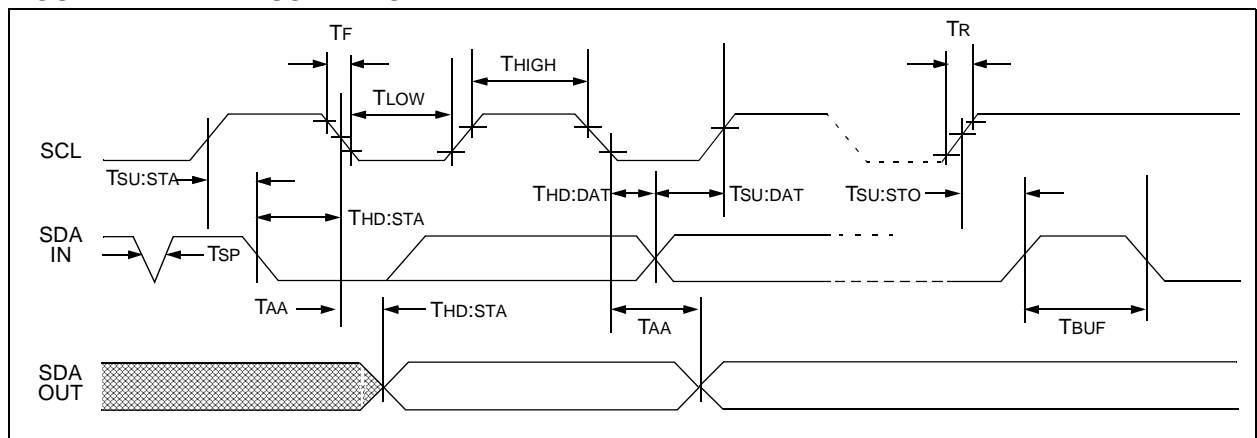 TF
TR
THIGH
TLOW
SCL
TSU:STA
THD:DAT
TSU:DAT
TSU:STO
THD:STA
SDA
IN
TSP
TAA
THD:STA
TAA
TBUF
SDA
OUT